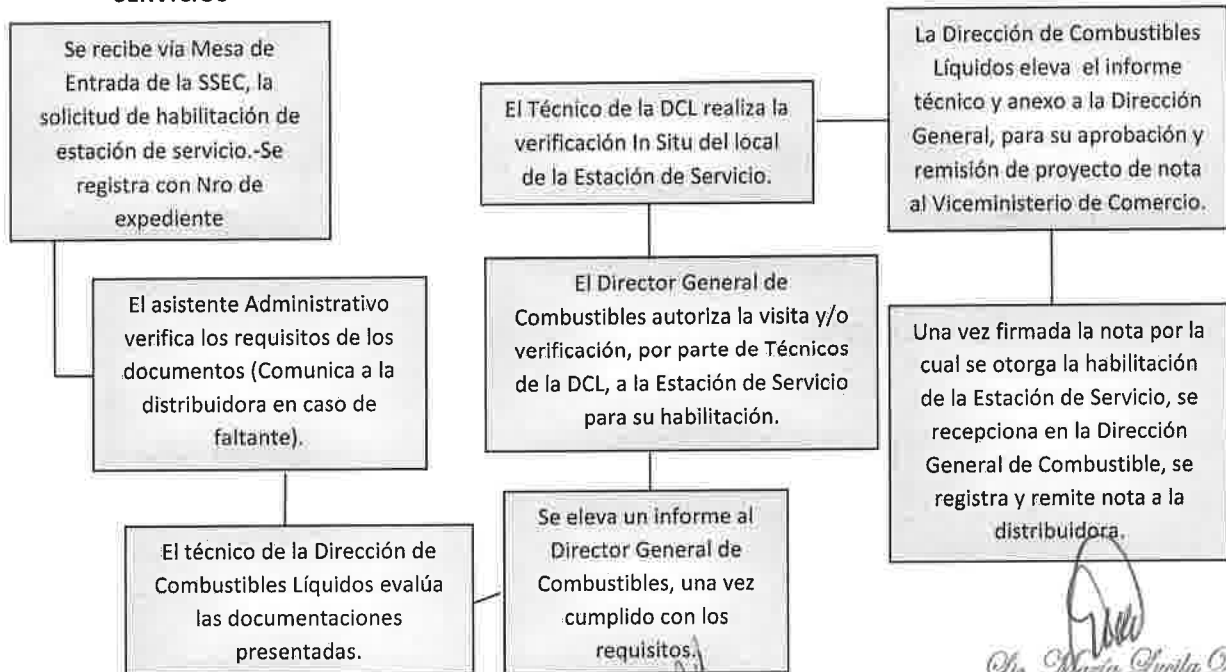 SERVICIOS
Se recibe vía Mesa de
Entrada de la SSEC, la
solicitud de habilitación de
estación de servicio.-Se
registra con Nro de
expediente
El asistente Administrativo
verifica los requisitos de los
documentos (Comunica a la
distribuidora en caso de
faltante).
El técnico de la Dirección de
Combustibles Líquidos evalúa
las documentaciones
presentadas.
Se eleva un informe al
Director General de
Combustibles, una vez
cumplido con los
requisitos.
El Director General de
Combustibles autoriza la visita y/o
verificación, por parte de Técnicos
de la DCL, a la Estación de Servicio
para su habilitación.
El Técnico de la DCL realiza la
verificación In Situ del local
de la Estación de Servicio.
La Dirección de Combustibles
Líquidos eleva el informe
técnico y anexo a la Dirección
General, para su aprobación y
remisión de proyecto de nota
al Viceministerio de Comercio.
Una vez firmada la nota por la
cual se otorga la habilitación
de la Estación de Servicio, se
recepciona en la Dirección
General de Combustible, se
registra y remite nota a la
distribuidora.
María